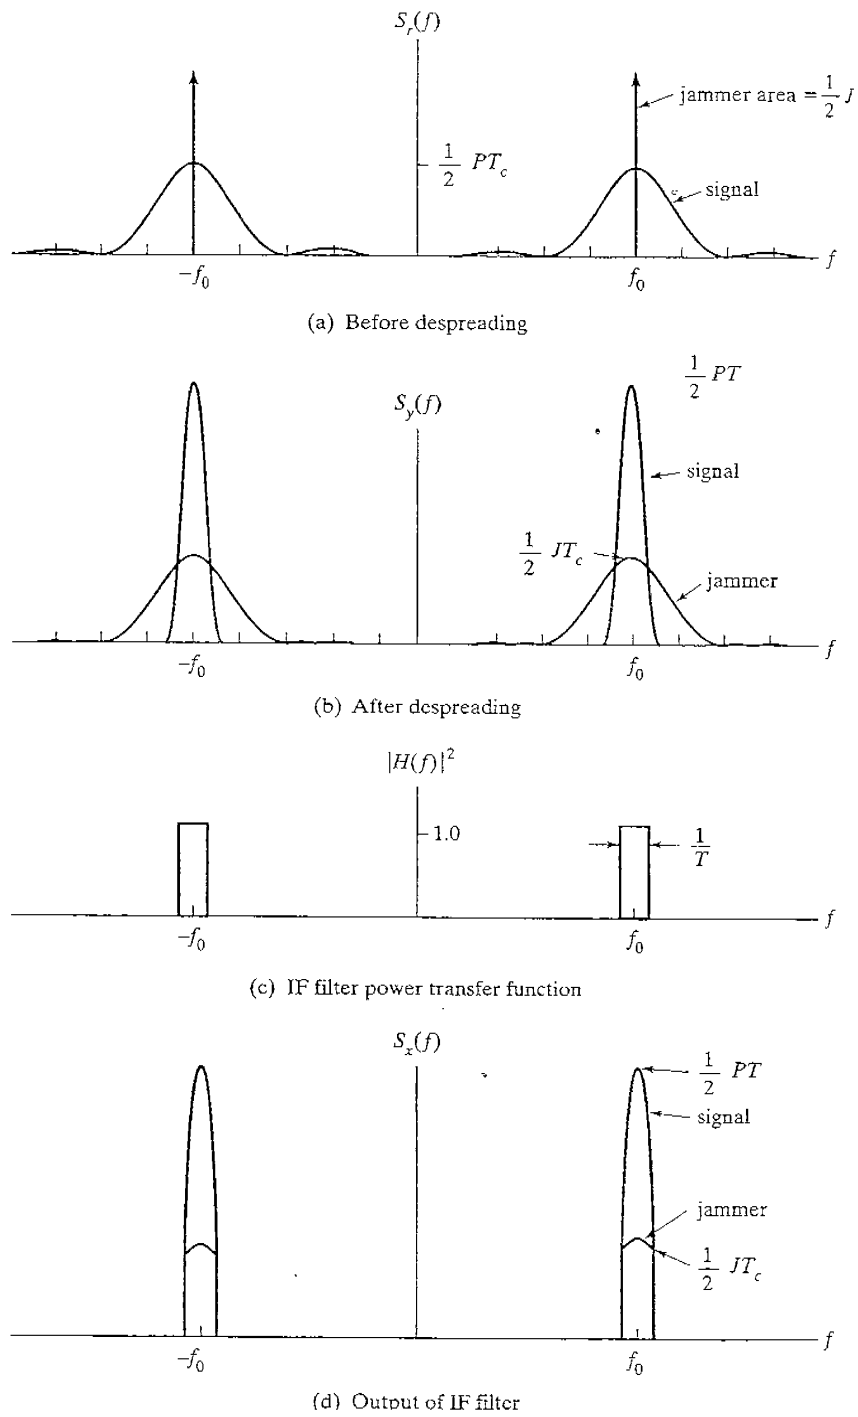 S_r(f)
jammer area = 1/2 J
1/2 PT_c
signal
−f_0
f_0
f
(a) Before despreading
1/2 PT
S_y(f)
signal
1/2 JT_c
jammer
−f_0
f_0
f
(b) After despreading
|H(f)|^2
1.0
1/T
−f_0
f_0
f
(c) IF filter power transfer function
S_x(f)
1/2 PT
signal
jammer
1/2 JT_c
−f_0
f_0
f
(d) Output of IF filter